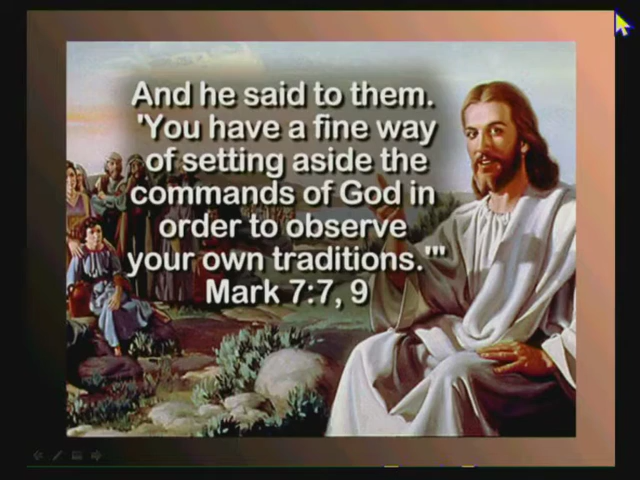 And he said to them.
'You have a fine way
of setting aside the
commands of God in
order to observe
your own traditions.'"
Mark 7:7, 9